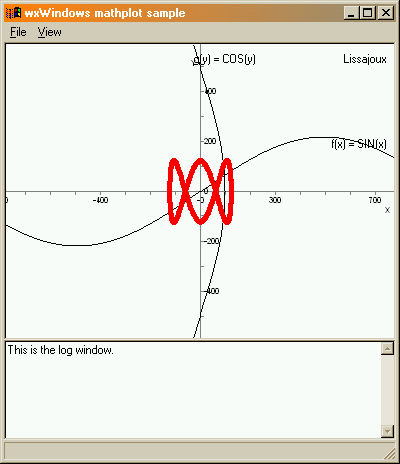 wxWindows mathplot sample
File View
g(y) = COS(y) Lissajoux
400
200
f(x) = SIN(x)
0 -400 -0 0 300 700
x
-200
-400
This is the log window.